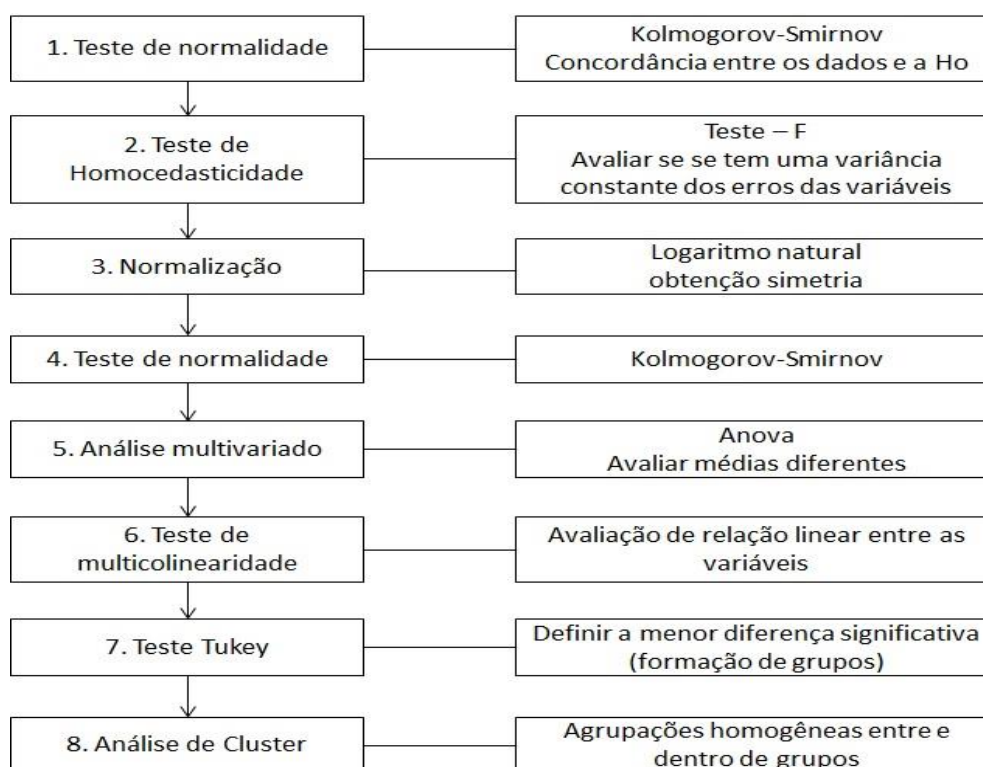 1. Teste de normalidade
Kolmogorov-Smirnov
Concordância entre os dados e a Ho
2. Teste de
Homocedasticidade
Teste – F
Avaliar se se tem uma variância
constante dos erros das variáveis
3. Normalização
Logaritmo natural
obtenção simetria
4. Teste de normalidade
Kolmogorov-Smirnov
5. Análise multivariado
Anova
Avaliar médias diferentes
6. Teste de
multicolinearidade
Avaliação de relação linear entre as
variáveis
7. Teste Tukey
Definir a menor diferença significativa
(formação de grupos)
8. Análise de Cluster
Agrupações homogêneas entre e
dentro de grupos